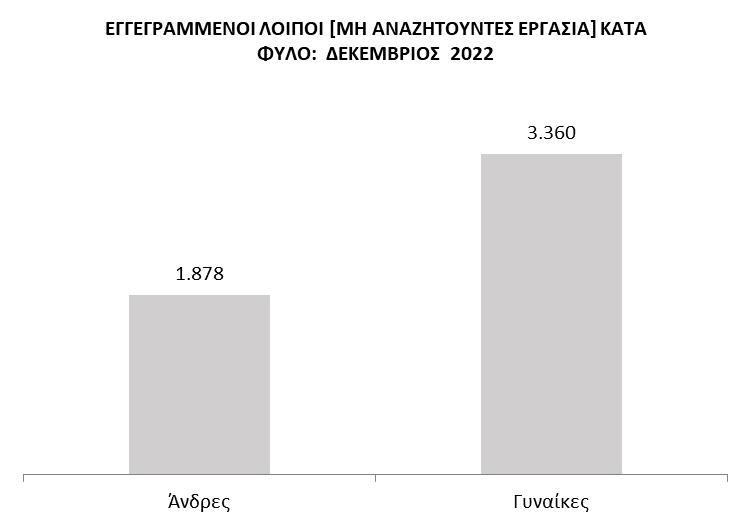 ΕΓΓΕΓΡΑΜΜΕΝΟΙ ΛΟΙΠΟΙ [ΜΗ ΑΝΑΖΗΤΟΥΝΤΕΣ ΕΡΓΑΣΙΑ] ΚΑΤΑ
ΦΥΛΟ: ΔΕΚΕΜΒΡΙΟΣ 2022
3.360
1.878
Άνδρες
Γυναίκες